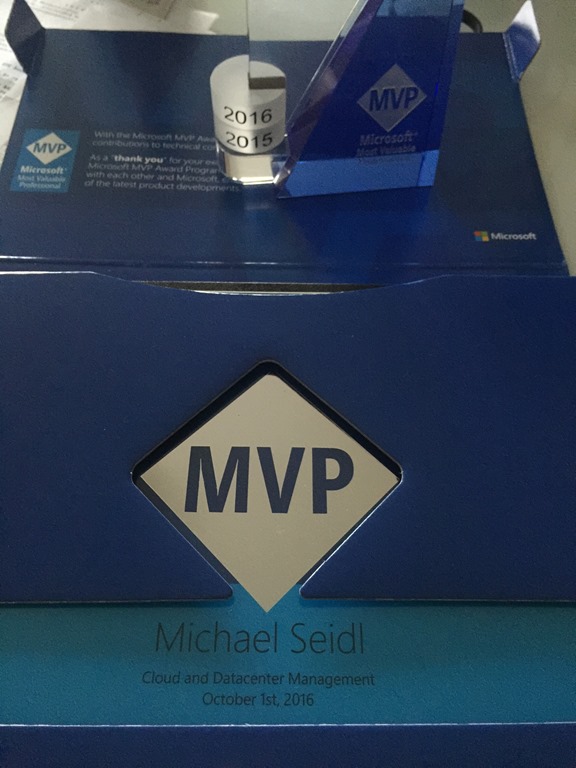 2016
2015
MVP
Microsoft®
Most Valuable
MVP
Microsoft®
Most Valuable
Professional
With the Microsoft MVP Awa
contributions to technical co
As a "thank you" for your
Microsoft MVP Award Program
with each other and Microsoft,
of the latest product developments
Microsoft
MVP
Michael Seidl
Cloud and Datacenter Management
October 1st, 2016